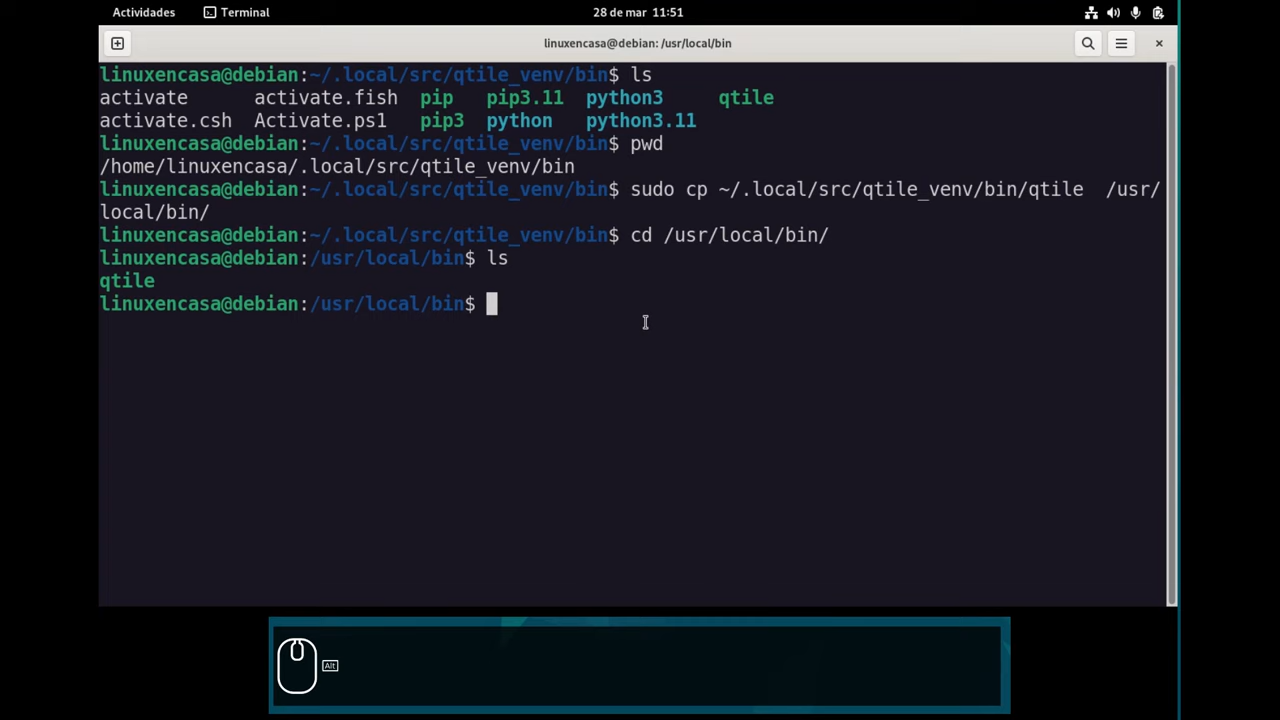 Actividades Terminal 28 de mar 11:51
linuxencasa@debian: /usr/local/bin
linuxencasa@debian:~/.local/src/qtile_venv/bin$ ls
activate activate.fish pip pip3.11 python3 qtile
activate.csh Activate.ps1 pip3 python python3.11
linuxencasa@debian:~/.local/src/qtile_venv/bin$ pwd
/home/linuxencasa/.local/src/qtile_venv/bin
linuxencasa@debian:~/.local/src/qtile_venv/bin$ sudo cp ~/.local/src/qtile_venv/bin/qtile /usr/
local/bin/
linuxencasa@debian:~/.local/src/qtile_venv/bin$ cd /usr/local/bin/
linuxencasa@debian:/usr/local/bin$ ls
qtile
linuxencasa@debian:/usr/local/bin$
Alt